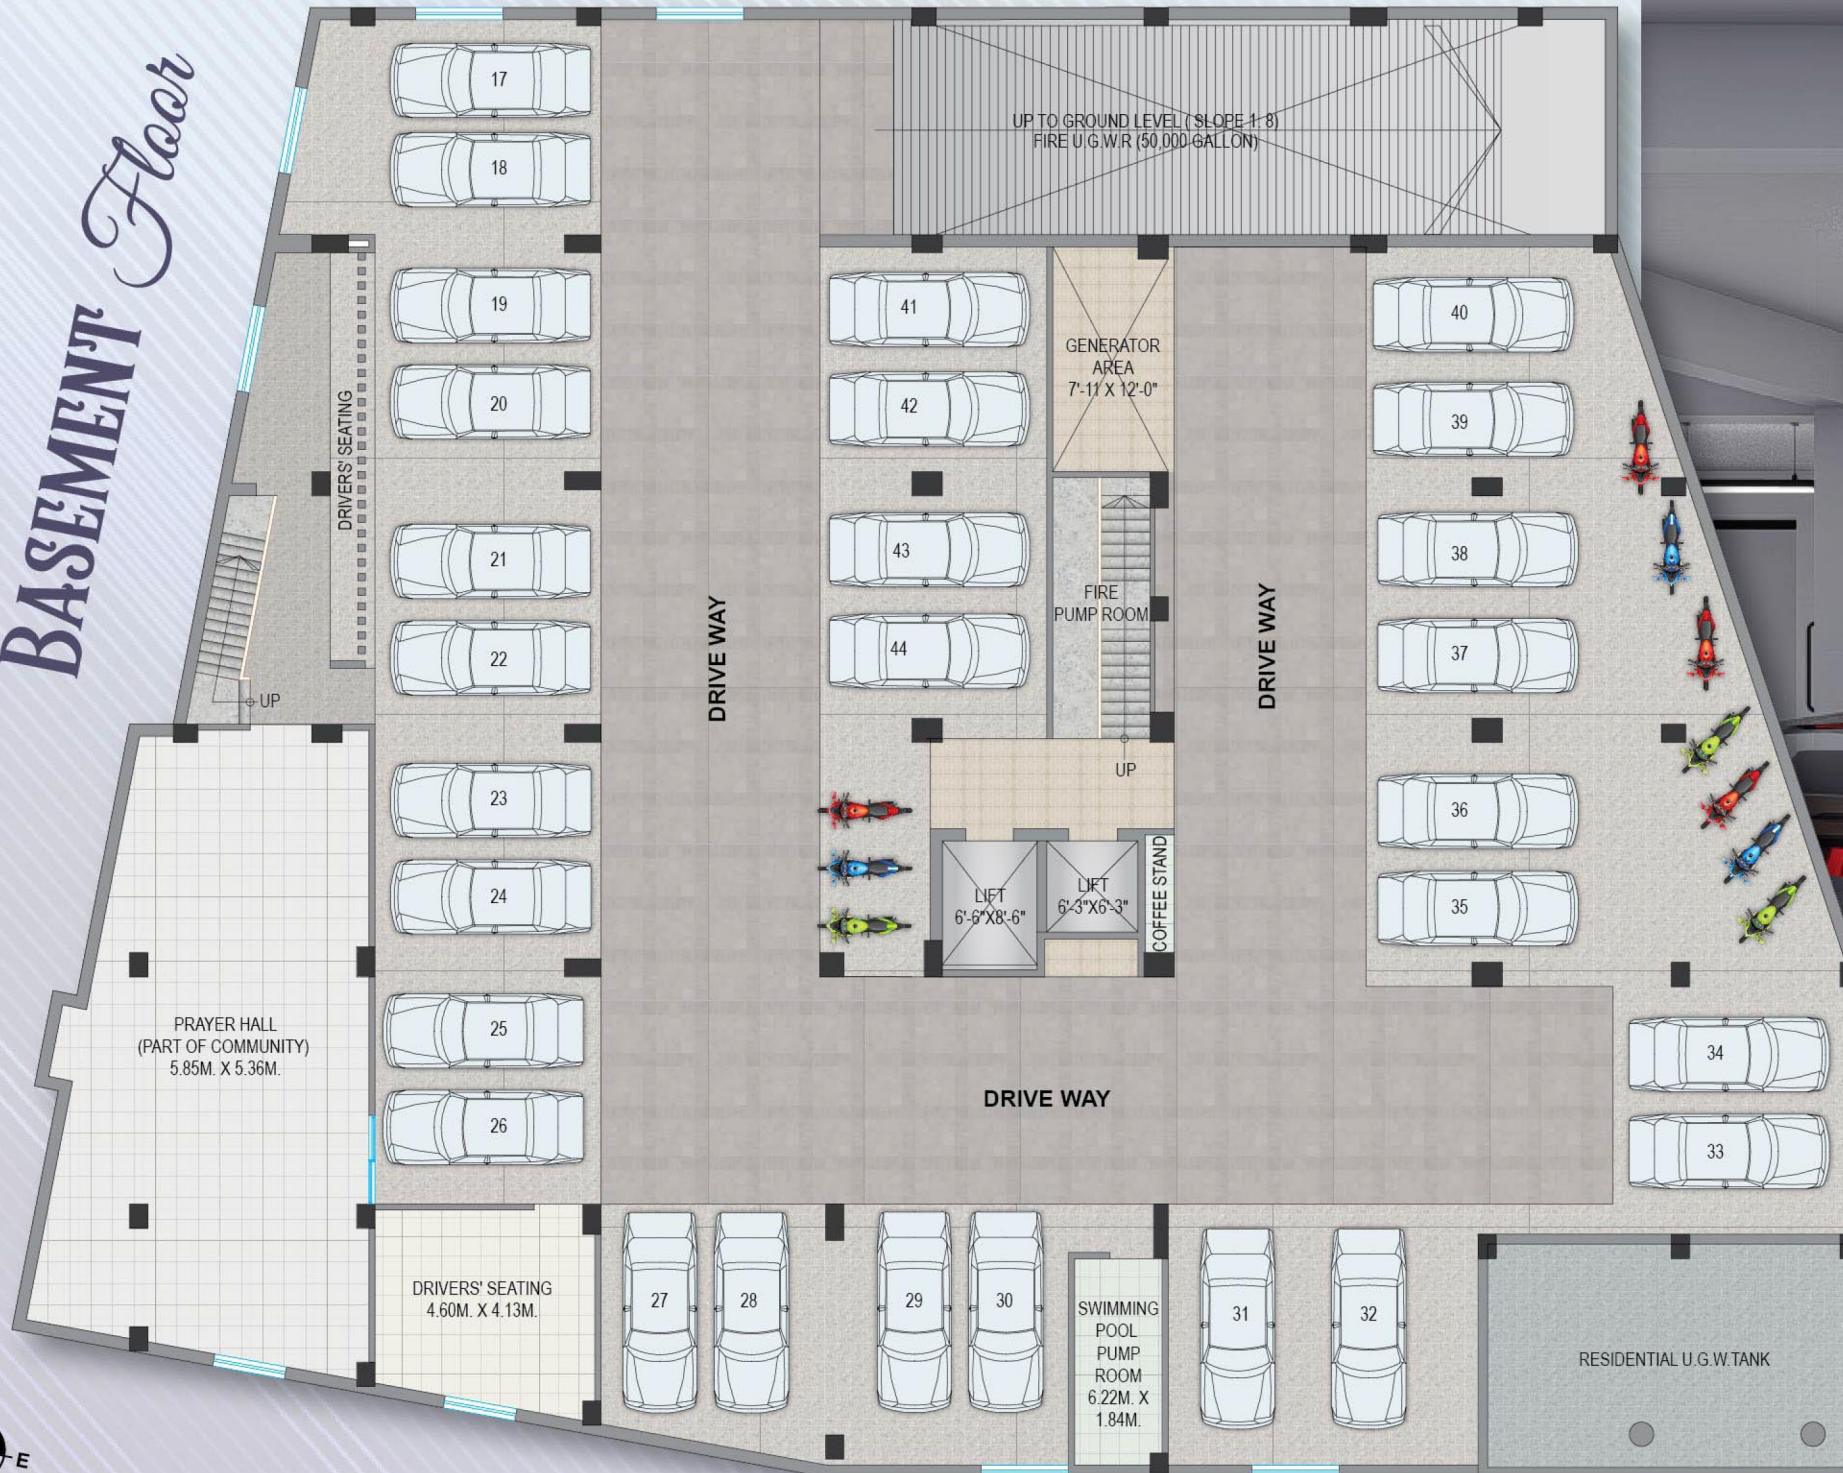 BASEMENT Floor
17
UP TO GROUND LEVEL ( SLOPE 1: 8)
FIRE U.G.W.R (50,000 GALLON)
18
19
41
40
GENERATOR
AREA
7'-11 X 12'-0"
20
42
39
DRIVERS' SEATING
21
43
38
FIRE
PUMP ROOM
22
44
37
DRIVE WAY
DRIVE WAY
UP
UP
23
36
24
LIFT
6'-6"X8'-6"
LIFT
6'-3"X6'-3"
COFFEE STAND
35
PRAYER HALL
(PART OF COMMUNITY)
5.85M. X 5.36M.
25
34
DRIVE WAY
26
33
DRIVERS' SEATING
4.60M. X 4.13M.
27
28
29
30
SWIMMING
POOL
PUMP
ROOM
6.22M. X
1.84M.
31
32
RESIDENTIAL U.G.W.TANK
E